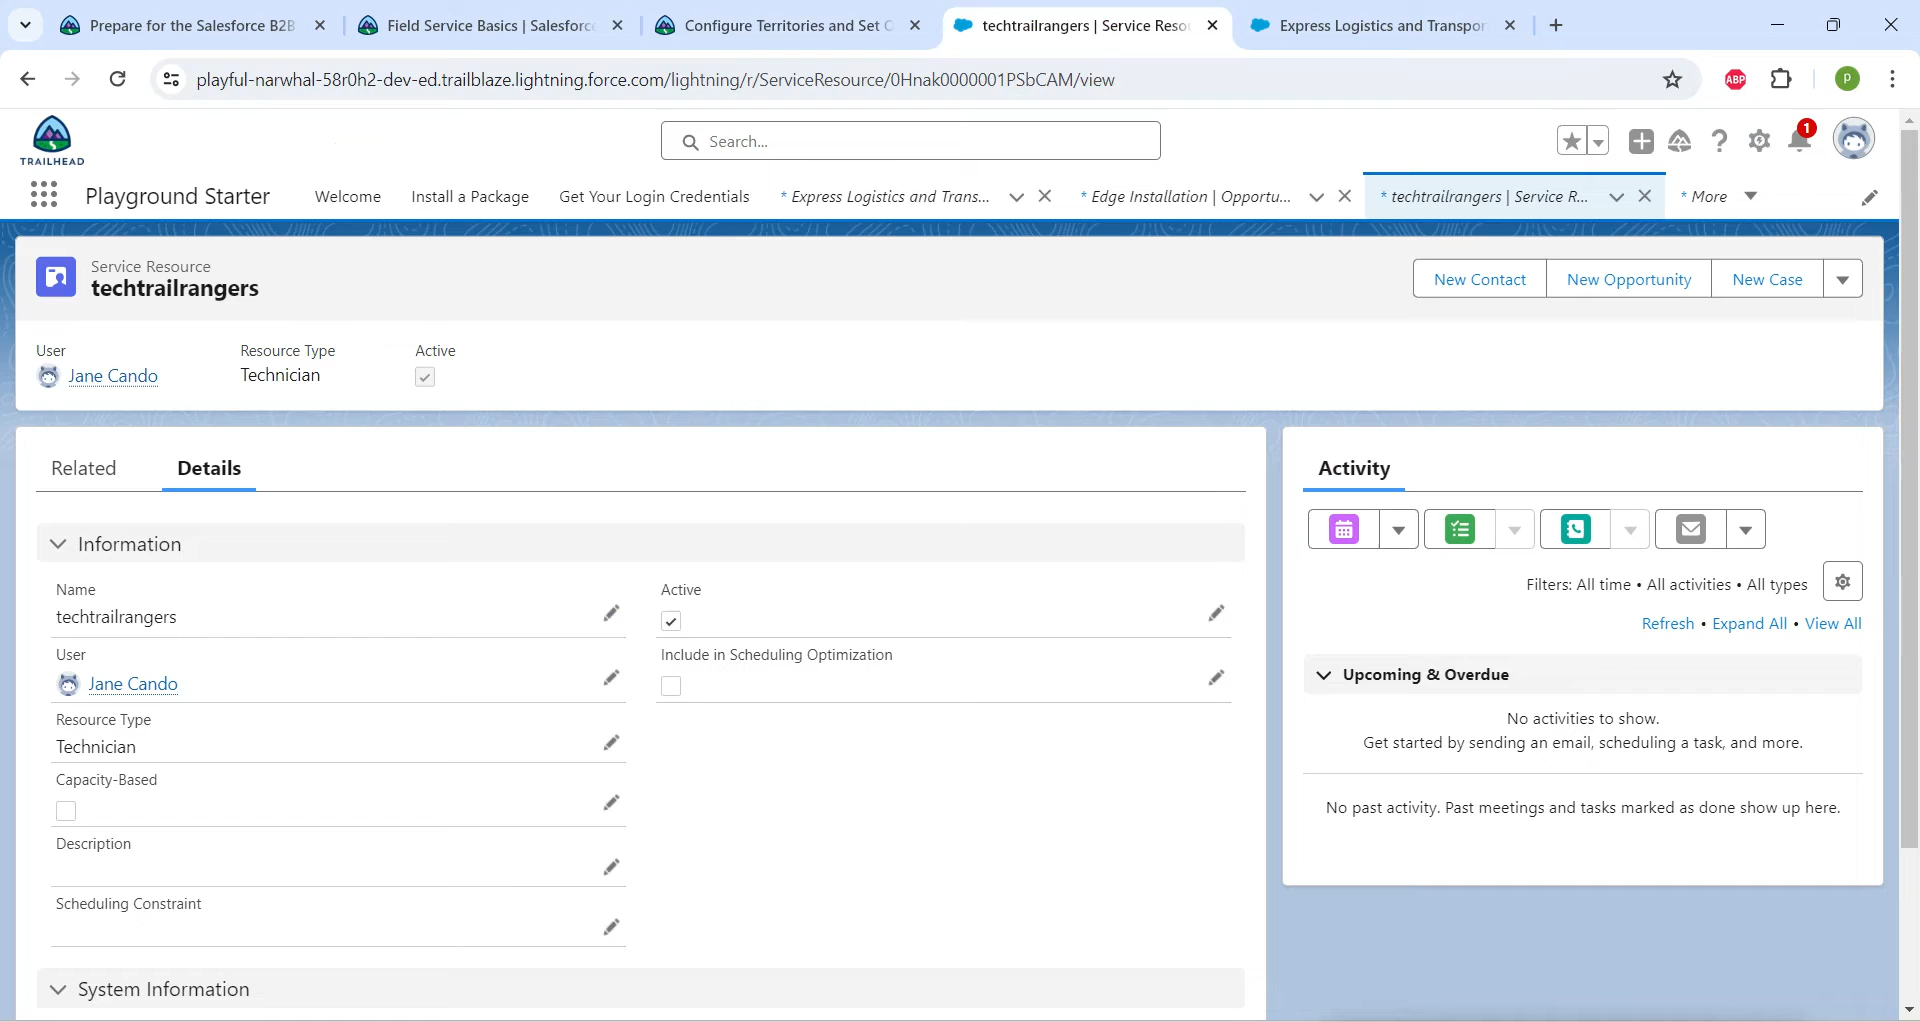 Prepare for the Salesforce B2B
Field Service Basics | Salesforce
Configure Territories and Set O
techtrailrangers | Service Reso
Express Logistics and Transpor
playful-narwhal-58r0h2-dev-ed.trailblaze.lightning.force.com/lightning/r/ServiceResource/0Hnak0000001PSbCAM/view
ABP
P
TRAILHEAD
Search...
1
Playground Starter
Welcome
Install a Package
Get Your Login Credentials
* Express Logistics and Trans...
* Edge Installation | Opportu...
* techtrailrangers | Service R...
* More
Service Resource
techtrailrangers
New Contact
New Opportunity
New Case
User
Resource Type
Active
Jane Cando
Technician
Related
Details
Activity
Information
Name
techtrailrangers
Active
User
Jane Cando
Include in Scheduling Optimization
Resource Type
Technician
Capacity-Based
Description
Scheduling Constraint
System Information
Filters: All time • All activities • All types
Refresh • Expand All • View All
Upcoming & Overdue
No activities to show.
Get started by sending an email, scheduling a task, and more.
No past activity. Past meetings and tasks marked as done show up here.